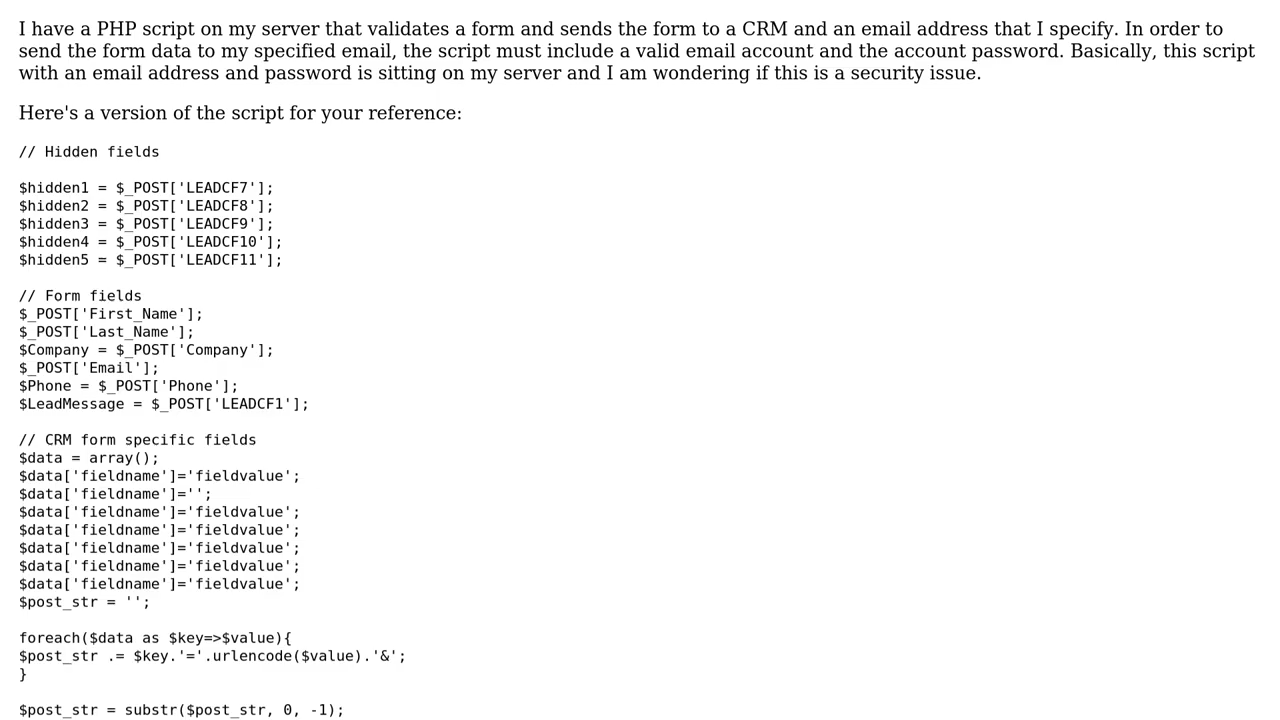 I have a PHP script on my server that validates a form and sends the form to a CRM and an email address that I specify. In order to
send the form data to my specified email, the script must include a valid email account and the account password. Basically, this script
with an email address and password is sitting on my server and I am wondering if this is a security issue.
Here's a version of the script for your reference:
// Hidden fields
$hidden1 = $_POST['LEADCF7'];
$hidden2 = $_POST['LEADCF8'];
$hidden3 = $_POST['LEADCF9'];
$hidden4 = $_POST['LEADCF10'];
$hidden5 = $_POST['LEADCF11'];
// Form fields
$_POST['First_Name'];
$_POST['Last_Name'];
$Company = $_POST['Company'];
$_POST['Email'];
$Phone = $_POST['Phone'];
$LeadMessage = $_POST['LEADCF1'];
// CRM form specific fields
$data = array();
$data['fieldname']='fieldvalue';
$data['fieldname']='';
$data['fieldname']='fieldvalue';
$data['fieldname']='fieldvalue';
$data['fieldname']='fieldvalue';
$data['fieldname']='fieldvalue';
$data['fieldname']='fieldvalue';
$post_str = '';
foreach($data as $key=>$value){
$post_str .= $key.'='.urlencode($value).'&';
}
$post_str = substr($post_str, 0, -1);